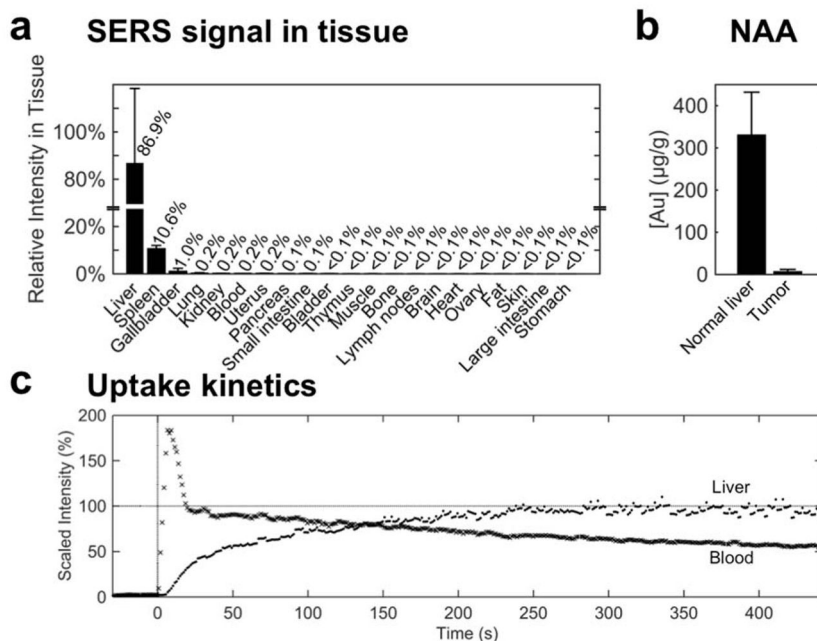 a SERS signal in tissue
Relative Intensity in Tissue
100%
80%
20%
0%
86.9%
10.6%
1.0%
0.2%
0.2%
0.2%
0.2%
0.1%
0.1%
<0.1%
<0.1%
<0.1%
<0.1%
<0.1%
<0.1%
<0.1%
<0.1%
<0.1%
<0.1%
<0.1%
<0.1%
Liver
Spleen
Gallbladder
Lung
Kidney
Blood
Uterus
Pancreas
Small intestine
Bladder
Thymus
Muscle
Bone
Lymph nodes
Brain
Heart
Ovary
Fat
Skin
Large intestine
Stomach
b NAA
[Au] (µg/g)
400
300
200
100
0
Normal liver
Tumor
c Uptake kinetics
Scaled Intensity (%)
200
150
100
50
0
Liver
Blood
0 50 100 150 200 250 300 350 400
Time (s)